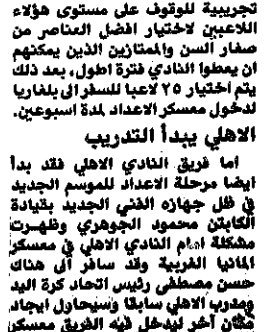 تجريبية للوقوف على مستوى هؤلاء
اللاعبين لاختيار افضل العناصر من
صغار السن والممتازين الذين يمكنهم
ان يعطوا النادي فترة اطول، بعد ذلك
يتم اختيار ٢٥ لاعبا للسفر الى بلغاريا
لدخول معسكر الاعداد لمدة اسبوعين.
الاهلي يبدأ التدريب
اما فريق النادي الاهلي فقد بدأ
ايضا مرحلة الاعداد للموسم الجديد
في ظل جهازه الفني الجديد بقيادة
الكابتن محمود الجوهري وظهرت
مشكلة امام النادي الاهلي في معسكر
المانيا الغربية وقد سافر الى هناك
حسن مصطفى رئيس اتحاد كرة اليد
ومدرب الاهلي سابقا وسيحاول ايجاد
مكان آخر ليدخل فيه الفريق معسكر